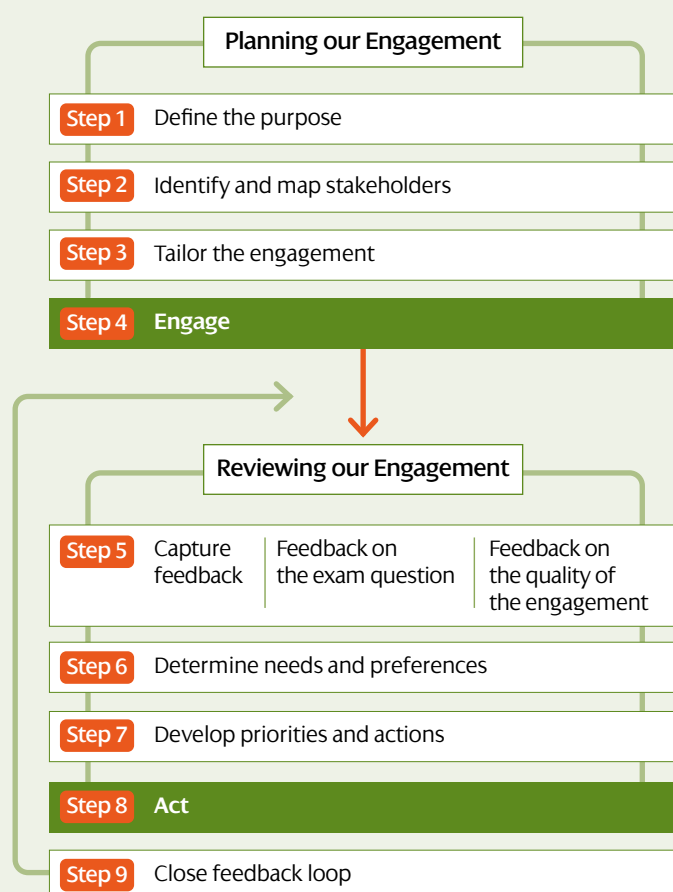 Planning our Engagement
Step 1 Define the purpose
Step 2 Identify and map stakeholders
Step 3 Tailor the engagement
Step 4 Engage
Reviewing our Engagement
Step 5
Capture
feedback
Feedback on
the exam question
Feedback on
the quality of
the engagement
Step 6 Determine needs and preferences
Step 7 Develop priorities and actions
Step 8 Act
Step 9 Close feedback loop